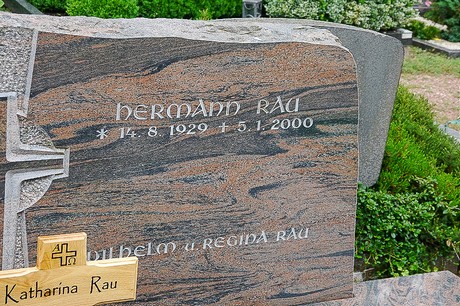 HERMANN RAU
* 14. 8. 1929 + 5. 1. 2000
WILHELM u REGINA RAU
A Ω
Katharina Rau